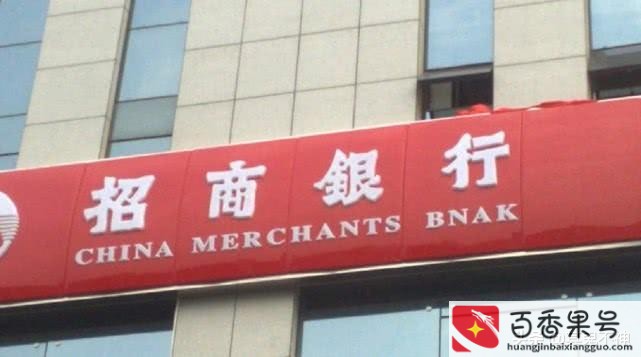 招商銀行
CHINA MERCHANTS BNAK
百香果号
huangjinbaixiangguo.com